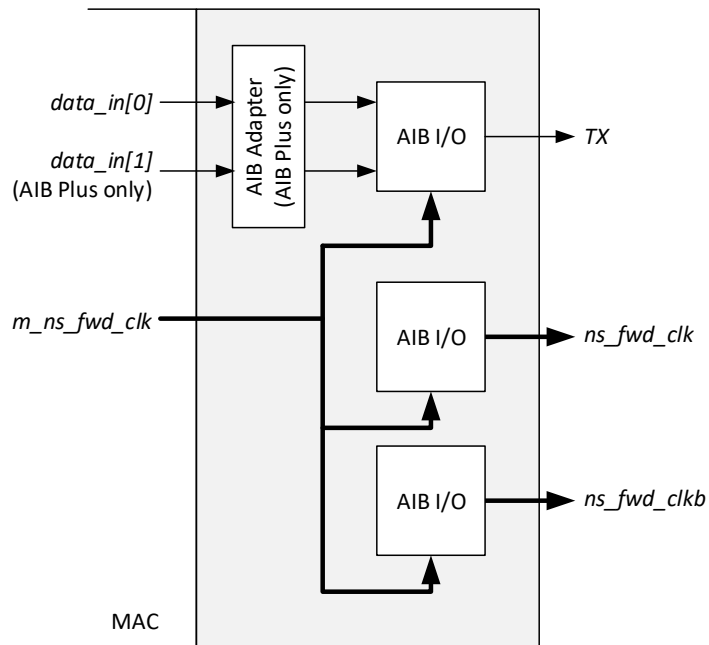 data_in[0]
data_in[1]
(AIB Plus only)
AIB Adapter
(AIB Plus only)
AIB I/O
TX
m_ns_fwd_clk
AIB I/O
ns_fwd_clk
AIB I/O
ns_fwd_clkb
MAC